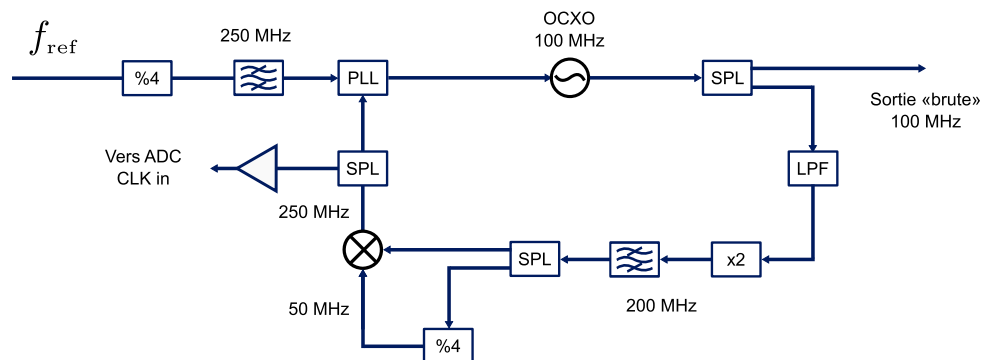 f_ref
250 MHz
OCXO
100 MHz
%4
PLL
SPL
Sortie «brute»
100 MHz
Vers ADC
CLK in
SPL
LPF
250 MHz
SPL
x2
50 MHz
200 MHz
%4